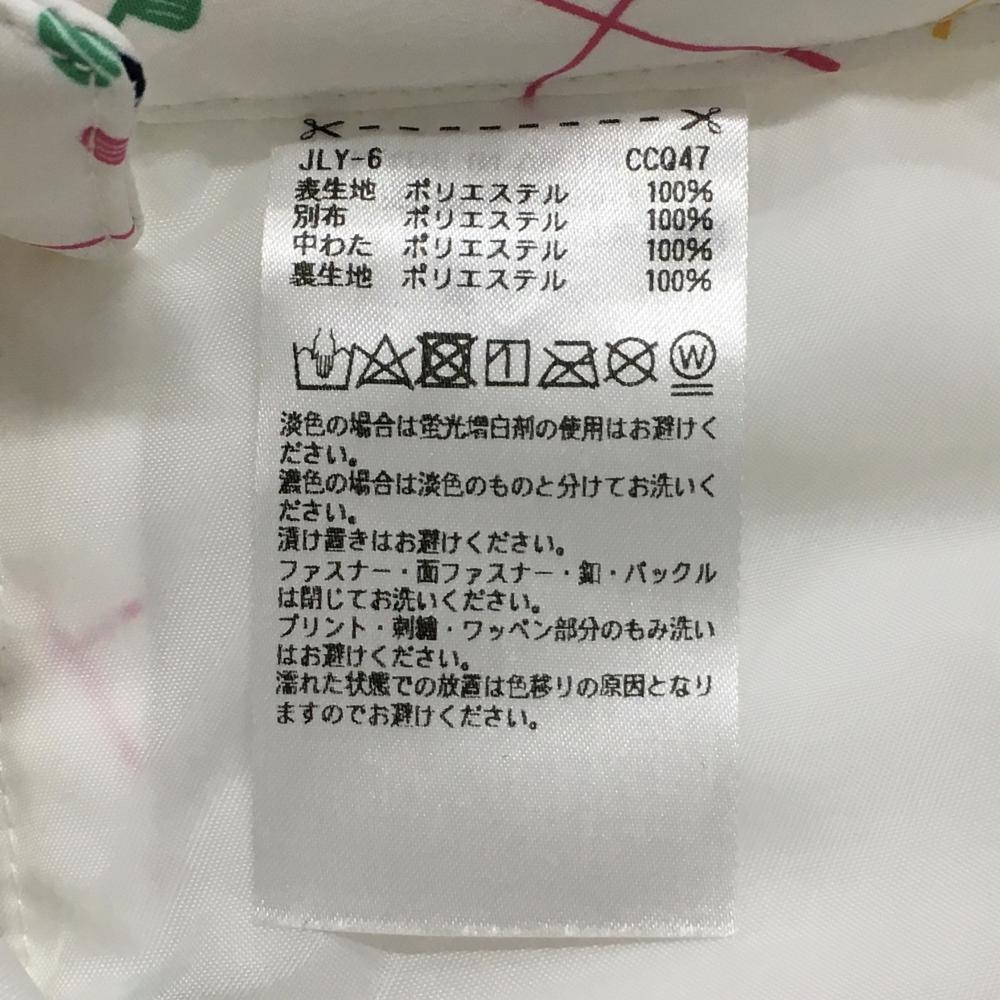 JLY-6 CCQ47
表生地 ポリエステル 100%
別布 ポリエステル 100%
中わた ポリエステル 100%
裏生地 ポリエステル 100%
W
淡色の場合は蛍光増白剤の使用はお避けく
ださい。
濃色の場合は淡色のものと分けてお洗いく
ださい。
漬け置きはお避けください。
ファスナー・面ファスナー・釦・バックル
は閉じてお洗いください。
プリント・刺繍・ワッペン部分のもみ洗い
はお避けください。
濡れた状態での放置は色移りの原因となり
ますのでお避けください。